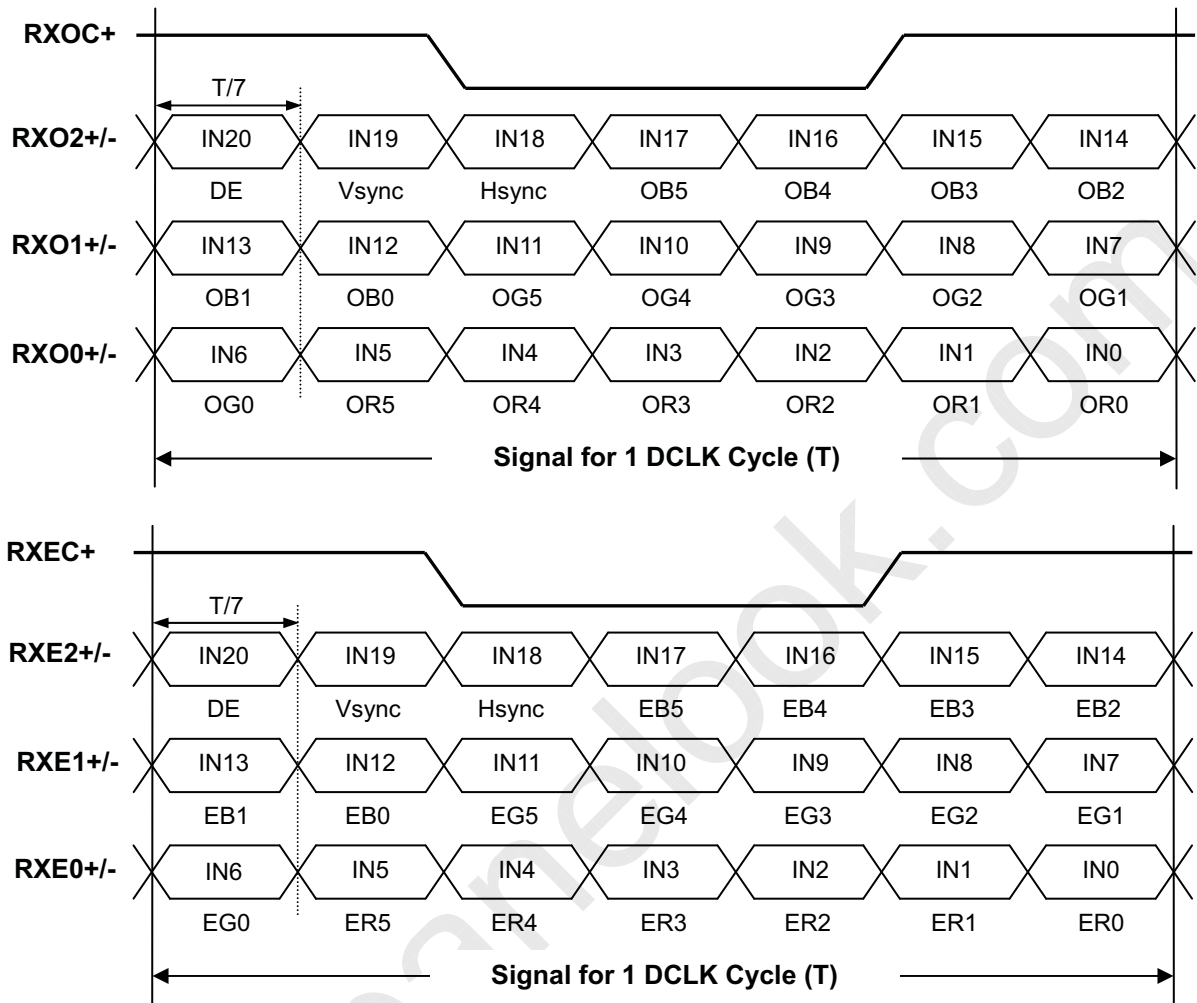 RXOC+
T/7
RXO2+/- IN20 IN19 IN18 IN17 IN16 IN15 IN14
DE Vsync Hsync OB5 OB4 OB3 OB2
RXO1+/- IN13 IN12 IN11 IN10 IN9 IN8 IN7
OB1 OB0 OG5 OG4 OG3 OG2 OG1
RXO0+/- IN6 IN5 IN4 IN3 IN2 IN1 IN0
OG0 OR5 OR4 OR3 OR2 OR1 OR0
Signal for 1 DCLK Cycle (T)
RXEC+
T/7
RXE2+/- IN20 IN19 IN18 IN17 IN16 IN15 IN14
DE Vsync Hsync EB5 EB4 EB3 EB2
RXE1+/- IN13 IN12 IN11 IN10 IN9 IN8 IN7
EB1 EB0 EG5 EG4 EG3 EG2 EG1
RXE0+/- IN6 IN5 IN4 IN3 IN2 IN1 IN0
EG0 ER5 ER4 ER3 ER2 ER1 ER0
Signal for 1 DCLK Cycle (T)
panelook.com